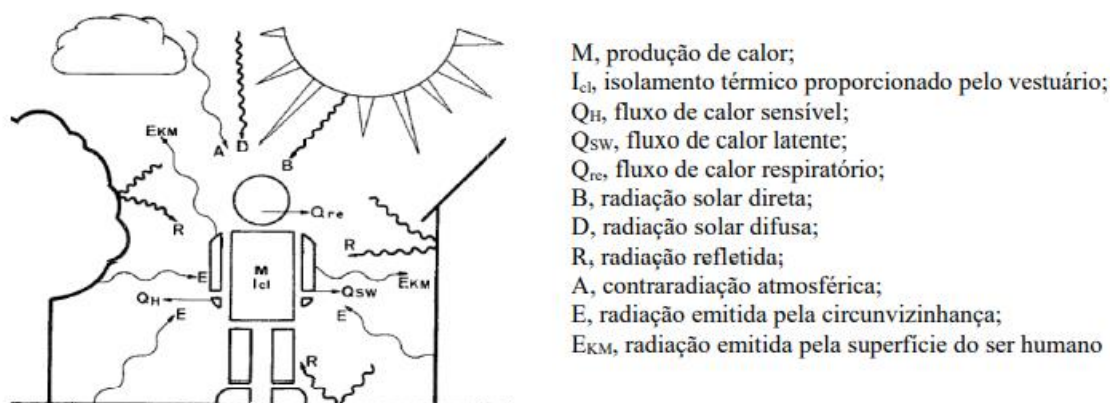 EKM
A
D
B
R
Qre
R
M
Icl
E
EKM
QH
QSW
E
E
R
M, produção de calor;
Icl, isolamento térmico proporcionado pelo vestuário;
QH, fluxo de calor sensível;
QSW, fluxo de calor latente;
Qre, fluxo de calor respiratório;
B, radiação solar direta;
D, radiação solar difusa;
R, radiação refletida;
A, contraradiação atmosférica;
E, radiação emitida pela circunvizinhança;
EKM, radiação emitida pela superfície do ser humano